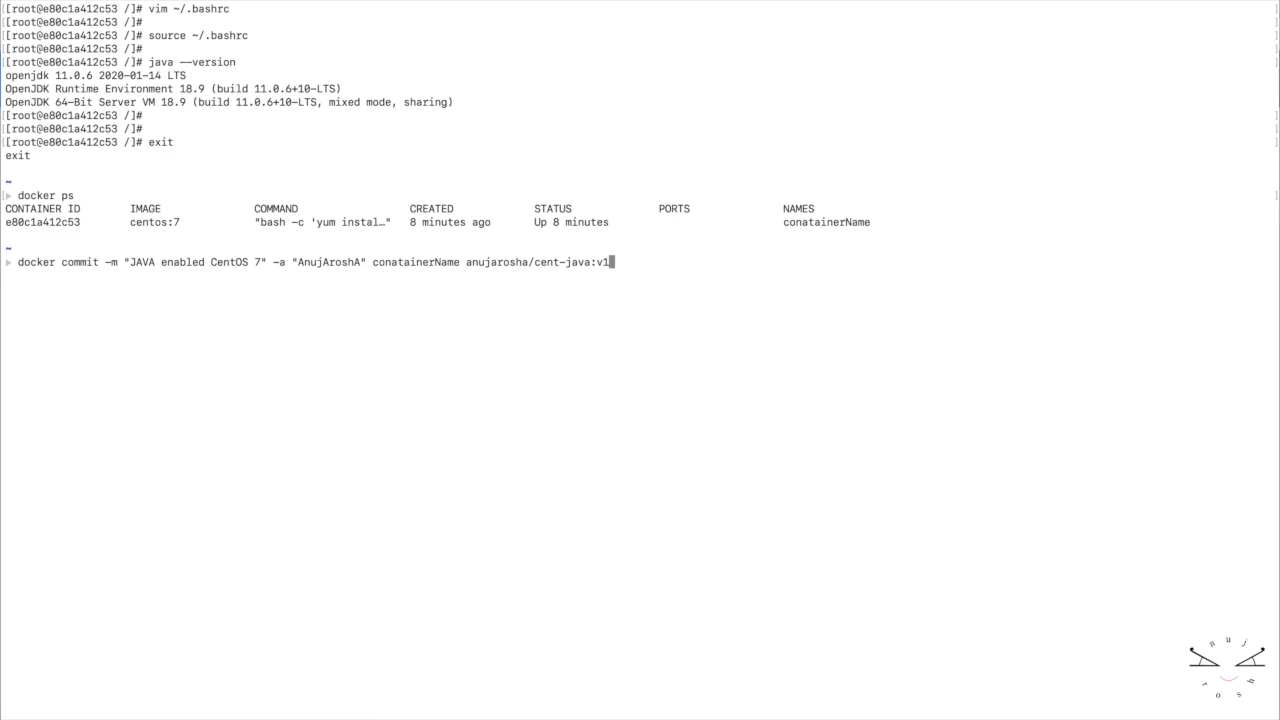 [root@e80c1a412c53 /]# vim ~/.bashrc
[root@e80c1a412c53 /]#
[root@e80c1a412c53 /]# source ~/.bashrc
[root@e80c1a412c53 /]#
[root@e80c1a412c53 /]# java --version
openjdk 11.0.6 2020-01-14 LTS
OpenJDK Runtime Environment 18.9 (build 11.0.6+10-LTS)
OpenJDK 64-Bit Server VM 18.9 (build 11.0.6+10-LTS, mixed mode, sharing)
[root@e80c1a412c53 /]#
[root@e80c1a412c53 /]#
[root@e80c1a412c53 /]# exit
exit
~
▶ docker ps
CONTAINER ID IMAGE COMMAND CREATED STATUS PORTS NAMES
e80c1a412c53 centos:7 "bash -c 'yum instal…" 8 minutes ago Up 8 minutes conatainerName
~
▶ docker commit -m "JAVA enabled CentOS 7" -a "AnujAroshA" conatainerName anujarosha/cent-java:v1
n u j
r o s h